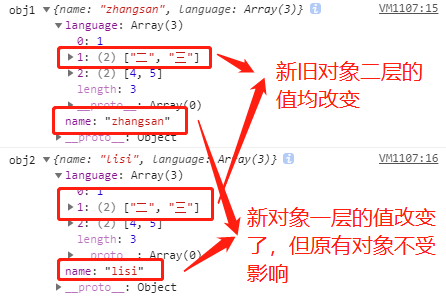 obj1 ▼{name: "zhangsan", language: Array(3)} i VM1107:15
▼language: Array(3)
0: 1
▶1: (2) ["二", "三"]
▶2: (2) [4, 5]
length: 3
▶__proto__: Array(0)
name: "zhangsan"
▶__proto__: Object
新旧对象二层的
值均改变
obj2 ▼{name: "lisi", language: Array(3)} i VM1107:16
▼language: Array(3)
0: 1
▶1: (2) ["二", "三"]
▶2: (2) [4, 5]
length: 3
▶__proto__: Array(0)
name: "lisi"
▶__proto__: Object
新对象一层的值改变
了，但原有对象不受
影响